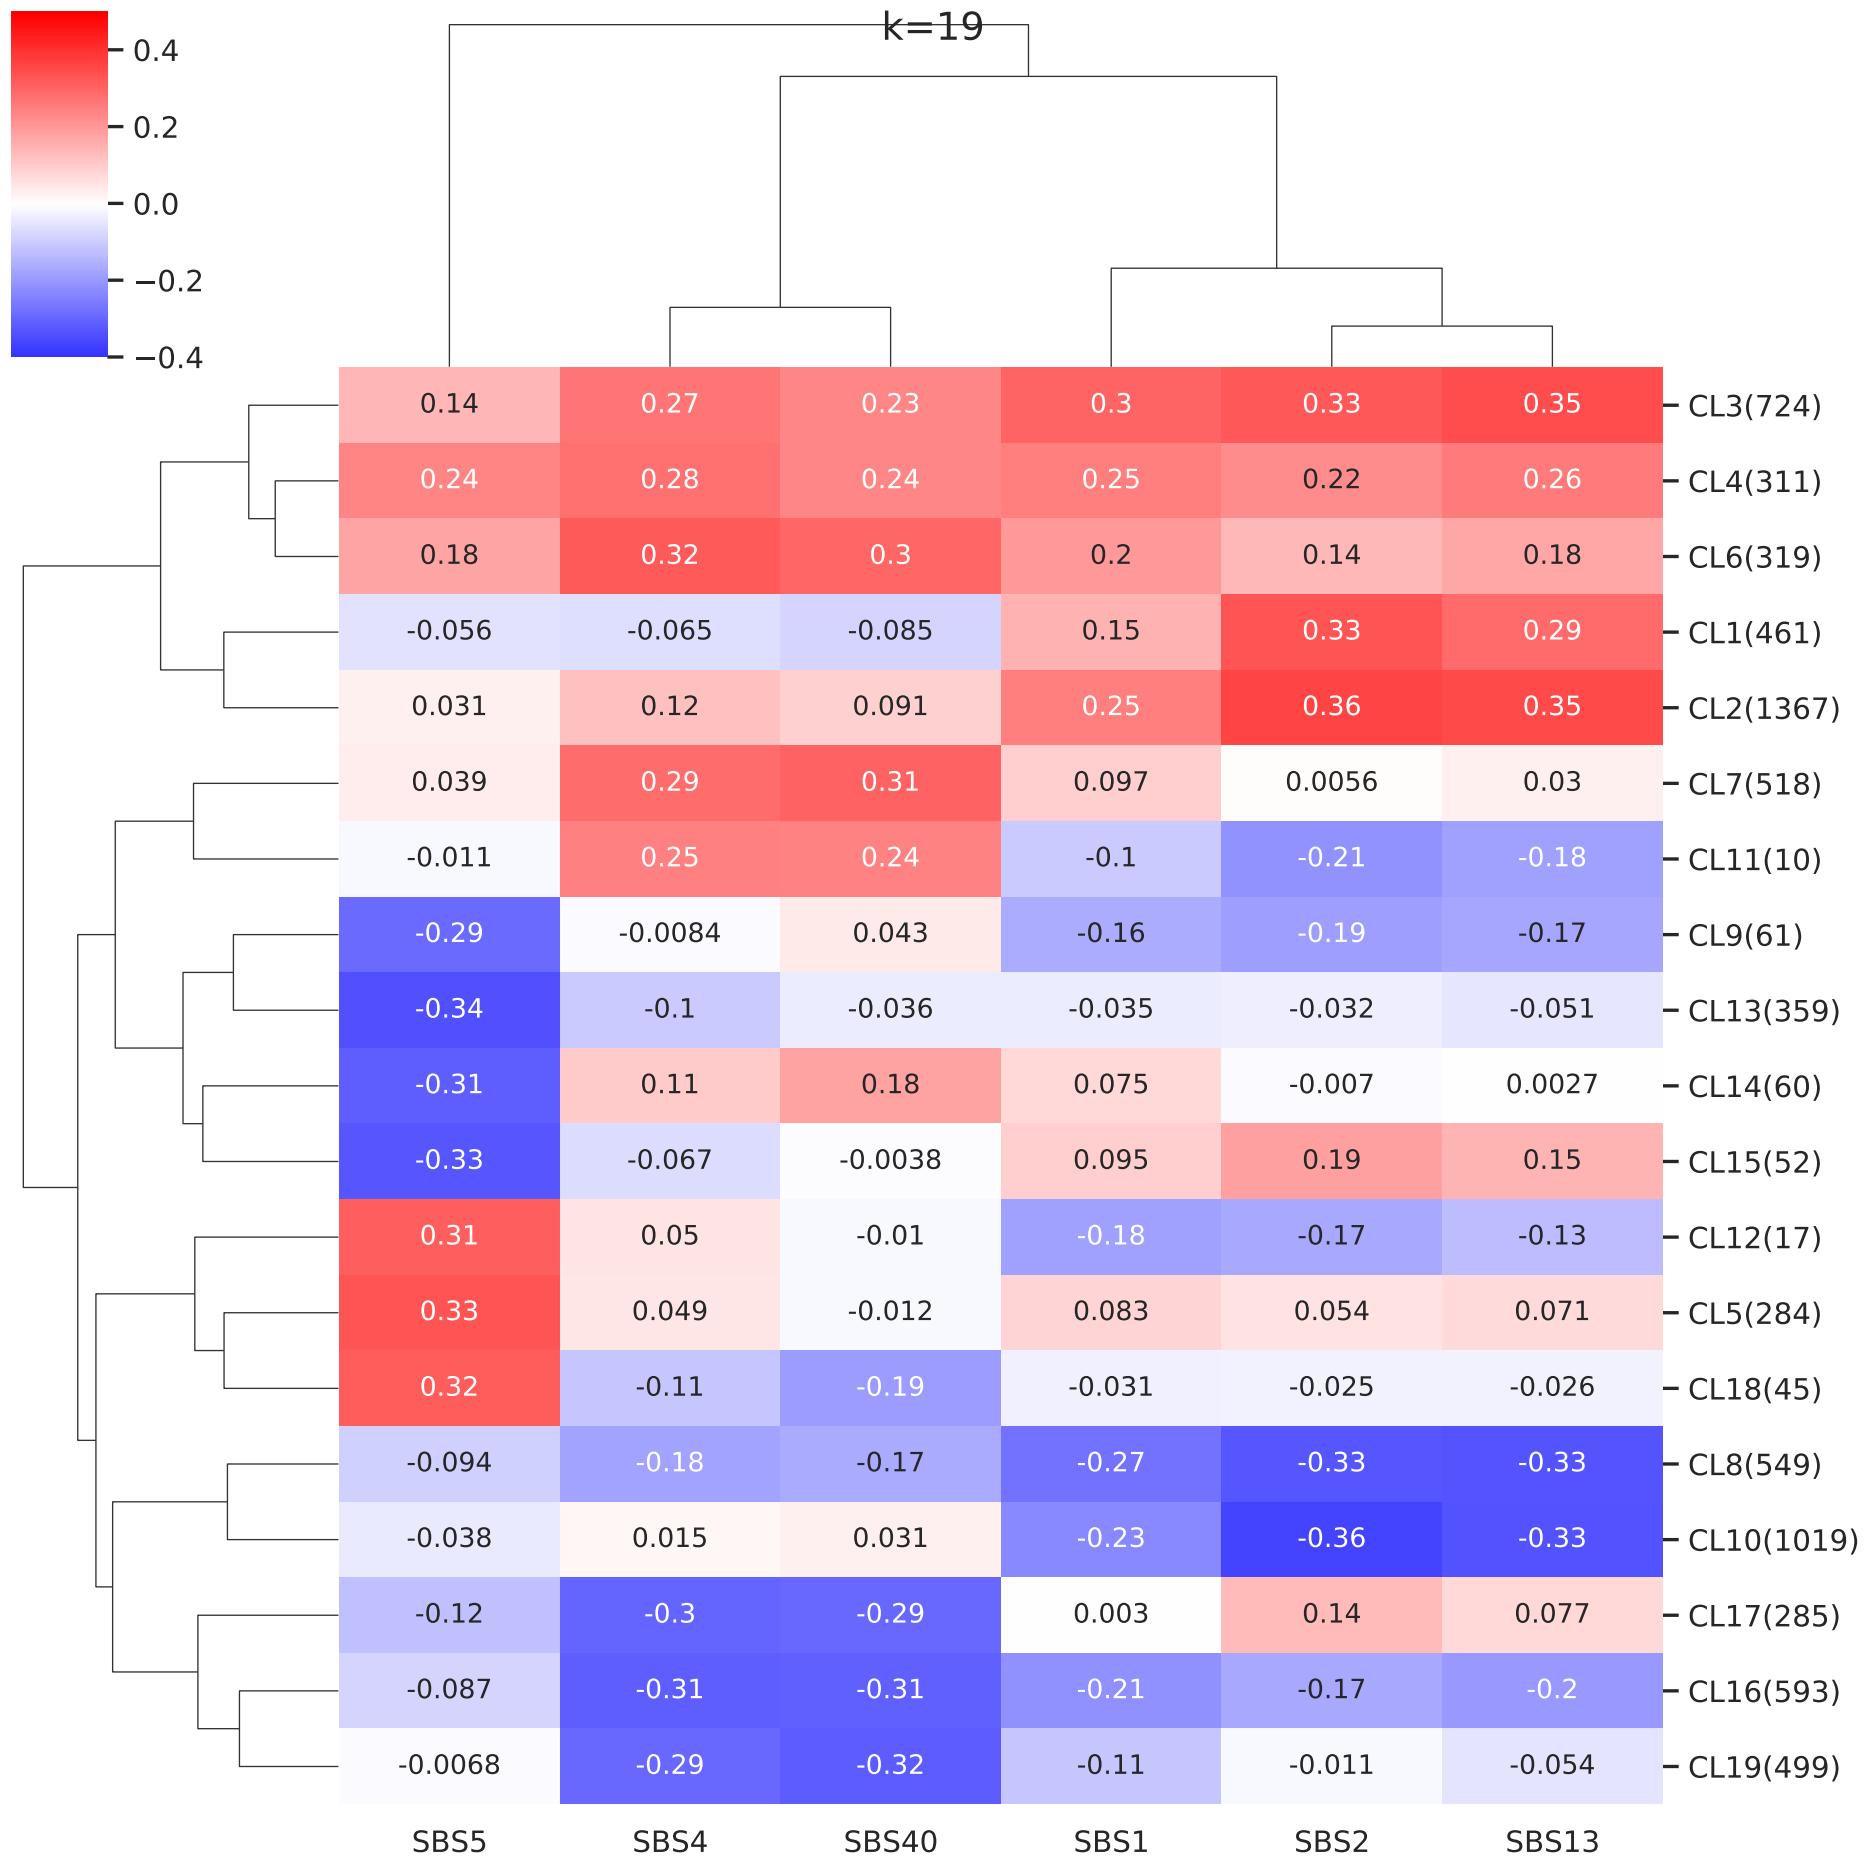 k=19
0.4
0.2
0.0
−0.2
−0.4
0.14 0.27 0.23 0.3 0.33 0.35 CL3(724)
0.24 0.28 0.24 0.25 0.22 0.26 CL4(311)
0.18 0.32 0.3 0.2 0.14 0.18 CL6(319)
-0.056 -0.065 -0.085 0.15 0.33 0.29 CL1(461)
0.031 0.12 0.091 0.25 0.36 0.35 CL2(1367)
0.039 0.29 0.31 0.097 0.0056 0.03 CL7(518)
-0.011 0.25 0.24 -0.1 -0.21 -0.18 CL11(10)
-0.29 -0.0084 0.043 -0.16 -0.19 -0.17 CL9(61)
-0.34 -0.1 -0.036 -0.035 -0.032 -0.051 CL13(359)
-0.31 0.11 0.18 0.075 -0.007 0.0027 CL14(60)
-0.33 -0.067 -0.0038 0.095 0.19 0.15 CL15(52)
0.31 0.05 -0.01 -0.18 -0.17 -0.13 CL12(17)
0.33 0.049 -0.012 0.083 0.054 0.071 CL5(284)
0.32 -0.11 -0.19 -0.031 -0.025 -0.026 CL18(45)
-0.094 -0.18 -0.17 -0.27 -0.33 -0.33 CL8(549)
-0.038 0.015 0.031 -0.23 -0.36 -0.33 CL10(1019)
-0.12 -0.3 -0.29 0.003 0.14 0.077 CL17(285)
-0.087 -0.31 -0.31 -0.21 -0.17 -0.2 CL16(593)
-0.0068 -0.29 -0.32 -0.11 -0.011 -0.054 CL19(499)
SBS5 SBS4 SBS40 SBS1 SBS2 SBS13